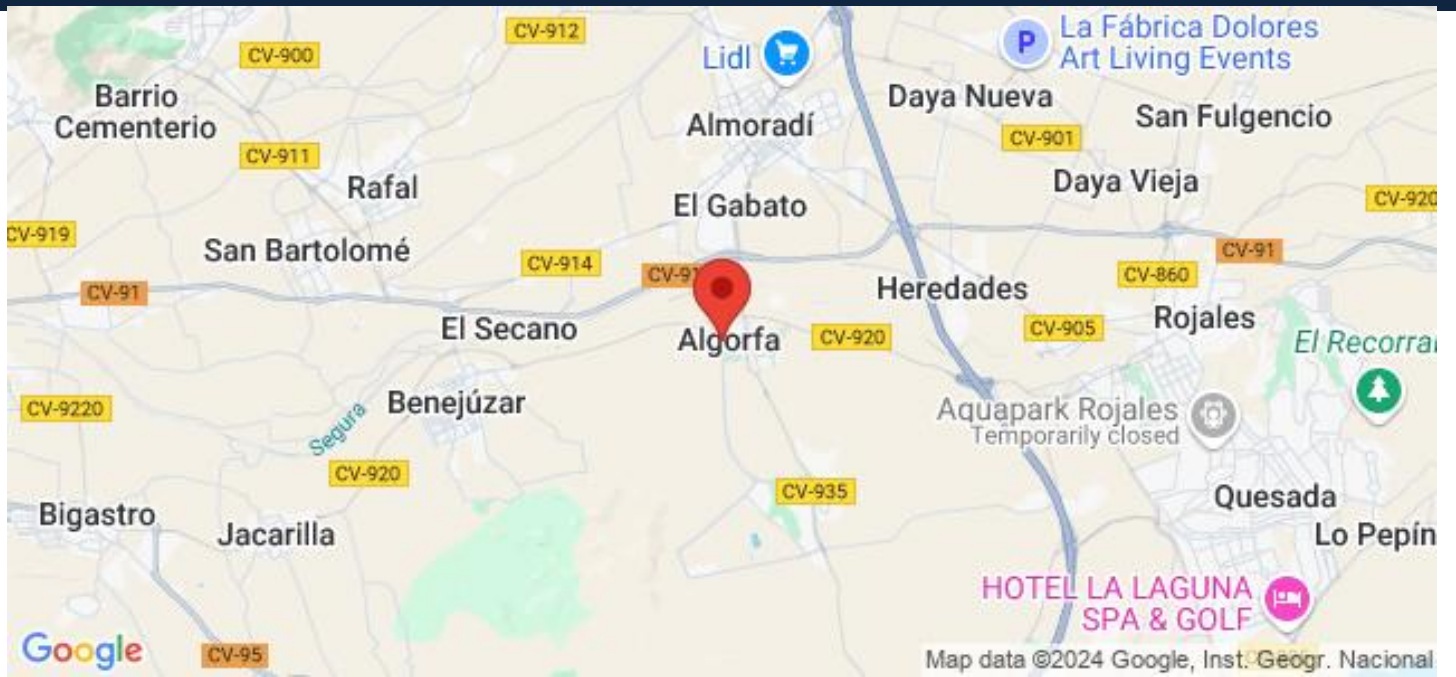 CV-912
La Fábrica Dolores
Art Living Events
P
CV-900
Lidl
Barrio
Cementerio
Daya Nueva
San Fulgencio
Almoradí
CV-901
CV-911
Rafal
Daya Vieja
CV-920
El Gabato
CV-919
San Bartolomé
CV-914
CV-91
CV-91
CV-860
CV-91
Heredades
Rojales
El Secano
Algorfa
CV-920
CV-905
El Recorral
CV-9220
Benejúzar
Segura
Aquapark Rojales
Temporarily closed
CV-920
CV-935
Quesada
Bigastro
Jacarilla
Lo Pepín
HOTEL LA LAGUNA
SPA & GOLF
Google
CV-95
Map data ©2024 Google, Inst. Geogr. Nacional